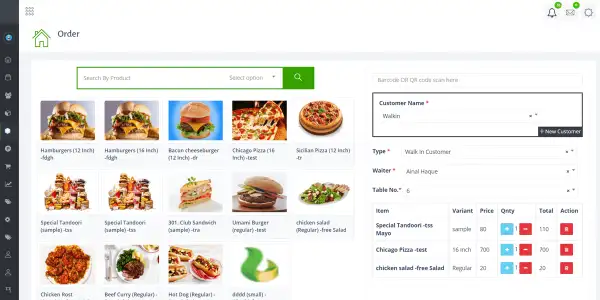 Order
Search By Product
Select option
Hamburgers (12 Inch)
-fdgh
Hamburgers (16 Inch)
-fdgh
Bacon cheeseburger
(12 Inch) -dr
Chicago Pizza (16
Inch) -test
Sicilian Pizza (12 Inch)
-tr
Special Tandoori
(sample) -tss
Special Tandoori
(sample) -tss
301. Club Sandwich
(sample) -tra
Umami Burger
(regular) -test
chicken salad
(Regular) -free Salad
Chicken Rost
Beef Curry (Regular) -
Hot Dog (Regular) -
dddd (small) -
Barcode OR QR code scan here
Customer Name *
Walkin
New Customer
Type * Walk In Customer
Waiter * Ainal Haque
Table No.* 6
Item Variant Price Qnty Total Action
Special Tandoori -tss
Mayo
sample 80 1 110
Chicago Pizza -test 16 inch 700 1 700
chicken salad -free Salad Regular 20 1 20